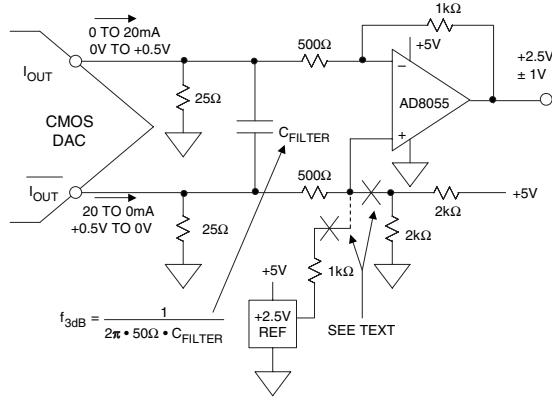 0 TO 20mA
0V TO +0.5V
I_OUT
CMOS
DAC
25Ω
C_FILTER
500Ω
1kΩ
+5V
−
AD8055
+
+2.5V
± 1V
I̅_O̅U̅T̅
20 TO 0mA
+0.5V TO 0V
25Ω
500Ω
2kΩ
+5V
2kΩ
1kΩ
+5V
+2.5V
REF
SEE TEXT
f_3dB = 1 / (2π • 50Ω • C_FILTER)